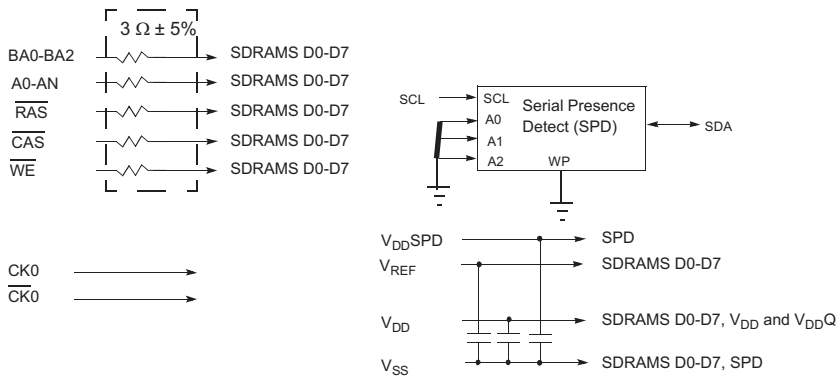 3 Ω ± 5%
BA0-BA2 SDRAMS D0-D7
A0-AN SDRAMS D0-D7
RAS SDRAMS D0-D7
CAS SDRAMS D0-D7
WE SDRAMS D0-D7
CK0
CK0
SCL SCL Serial Presence
A0 Detect (SPD) SDA
A1
A2 WP
VDDSPD SPD
VREF SDRAMS D0-D7
VDD SDRAMS D0-D7, VDD and VDDQ
VSS SDRAMS D0-D7, SPD